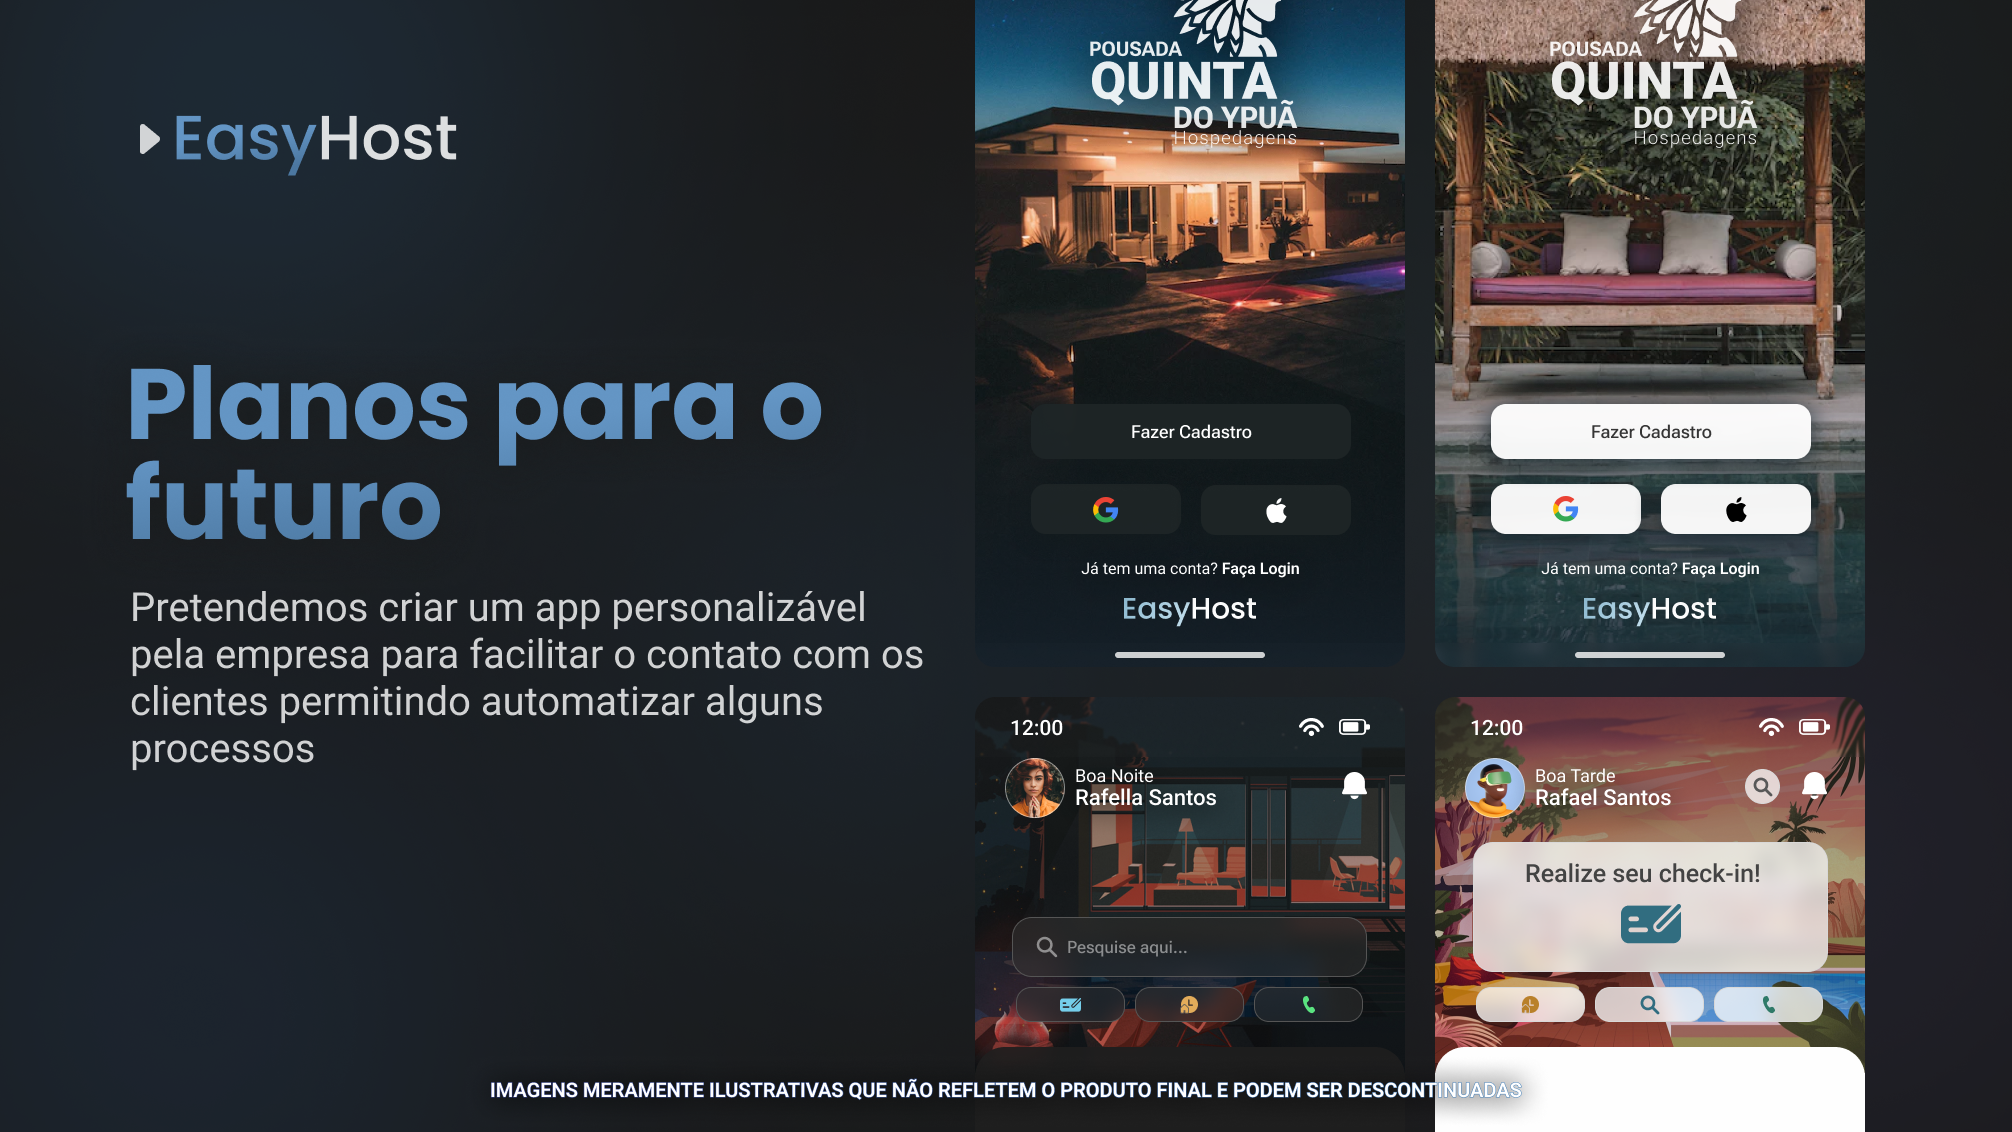 EasyHost
Planos para o
futuro
Pretendemos criar um app personalizável
pela empresa para facilitar o contato com os
clientes permitindo automatizar alguns
processos
POUSADA
QUINTA
DO YPUÃ
Hospedagens
Fazer Cadastro
Já tem uma conta? Faça Login
EasyHost
POUSADA
QUINTA
DO YPUÃ
Hospedagens
Fazer Cadastro
Já tem uma conta? Faça Login
EasyHost
12:00
Boa Noite
Rafella Santos
Pesquise aqui...
12:00
Boa Tarde
Rafael Santos
Realize seu check-in!
IMAGENS MERAMENTE ILUSTRATIVAS QUE NÃO REFLETEM O PRODUTO FINAL E PODEM SER DESCONTINUADAS